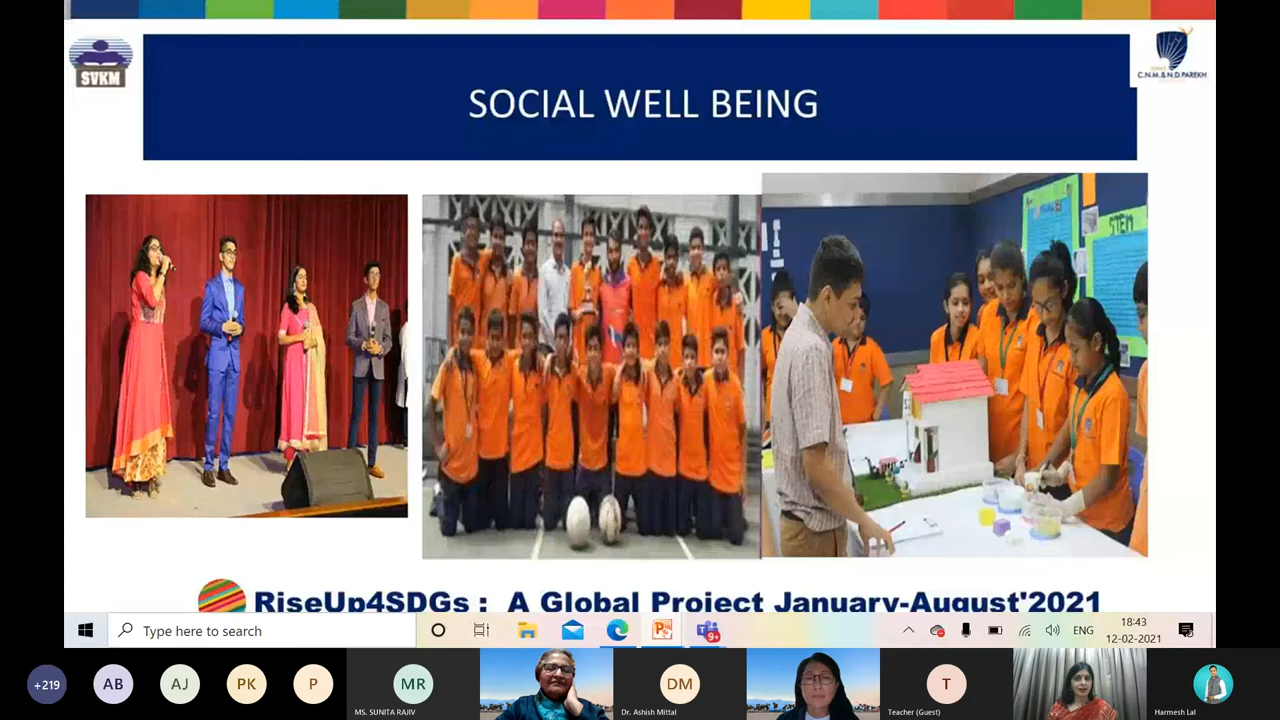 SVKM
C.N.M.& N.D.PAREKH
SOCIAL WELL BEING
STEM
RiseUp4SDGs : A Global Project January-August'2021
Type here to search
9+
ENG
18:43
12-02-2021
+219
AB
AJ
PK
P
MR
MS. SUNITA RAJIV
DM
Dr. Ashish Mittal
T
Teacher (Guest)
Harmesh Lal